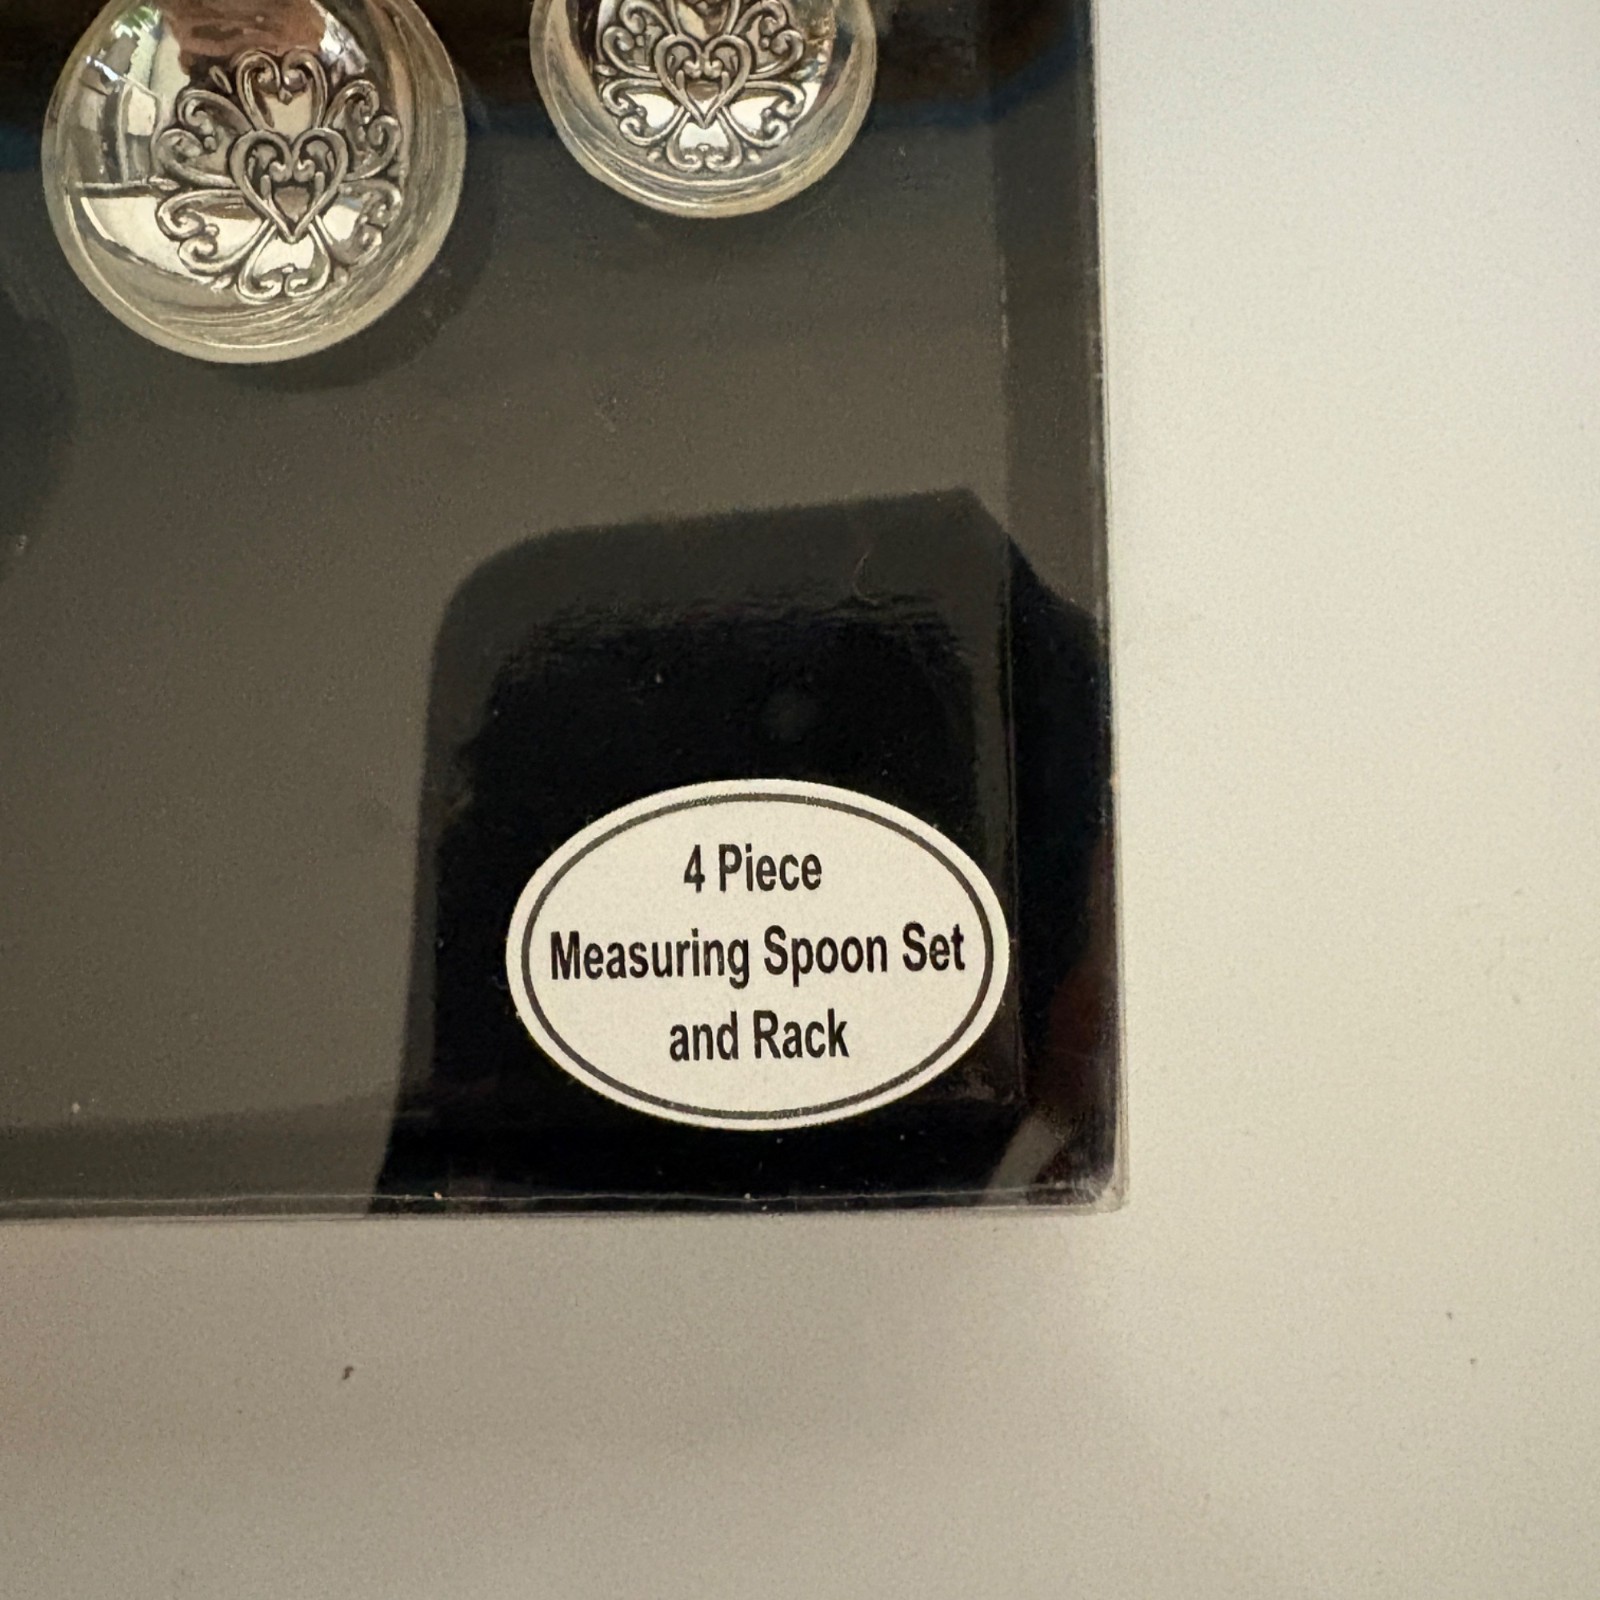 4 Piece
Measuring Spoon Set
and Rack